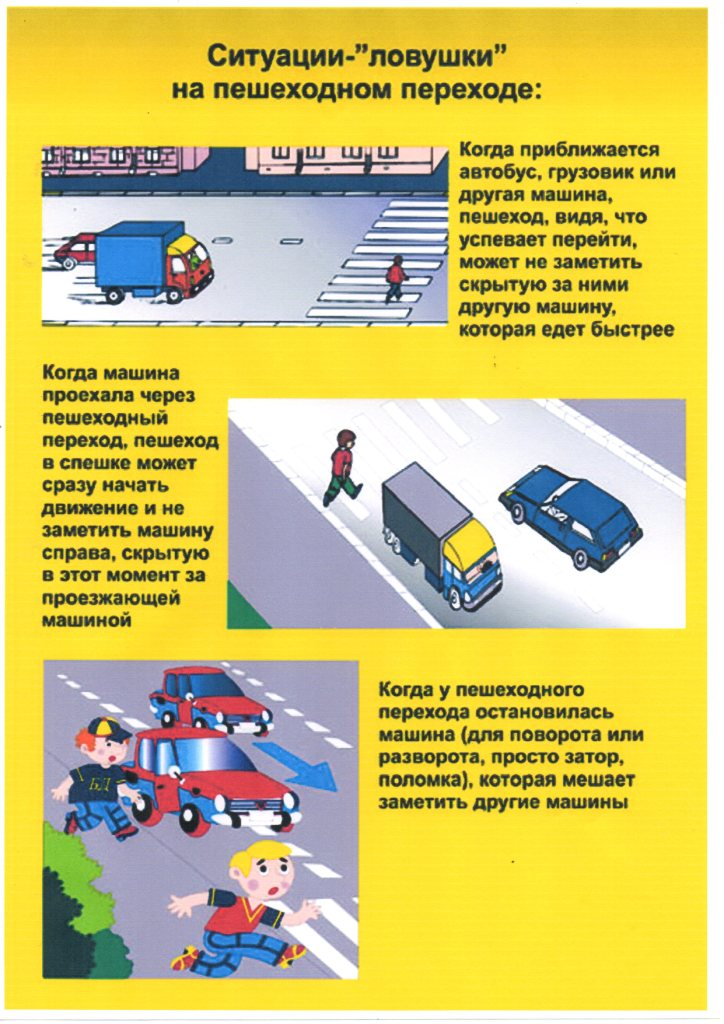 Ситуации-”ловушки”
на пешеходном переходе:
Когда приближается
автобус, грузовик или
другая машина,
пешеход, видя, что
успевает перейти,
может не заметить
скрытую за ними
другую машину,
которая едет быстрее
Когда машина
проехала через
пешеходный
переход, пешеход
в спешке может
сразу начать
движение и не
заметить машину
справа, скрытую
в этот момент за
проезжающей
машиной
БД
Когда у пешеходного
перехода остановилась
машина (для поворота или
разворота, просто затор,
поломка), которая мешает
заметить другие машины